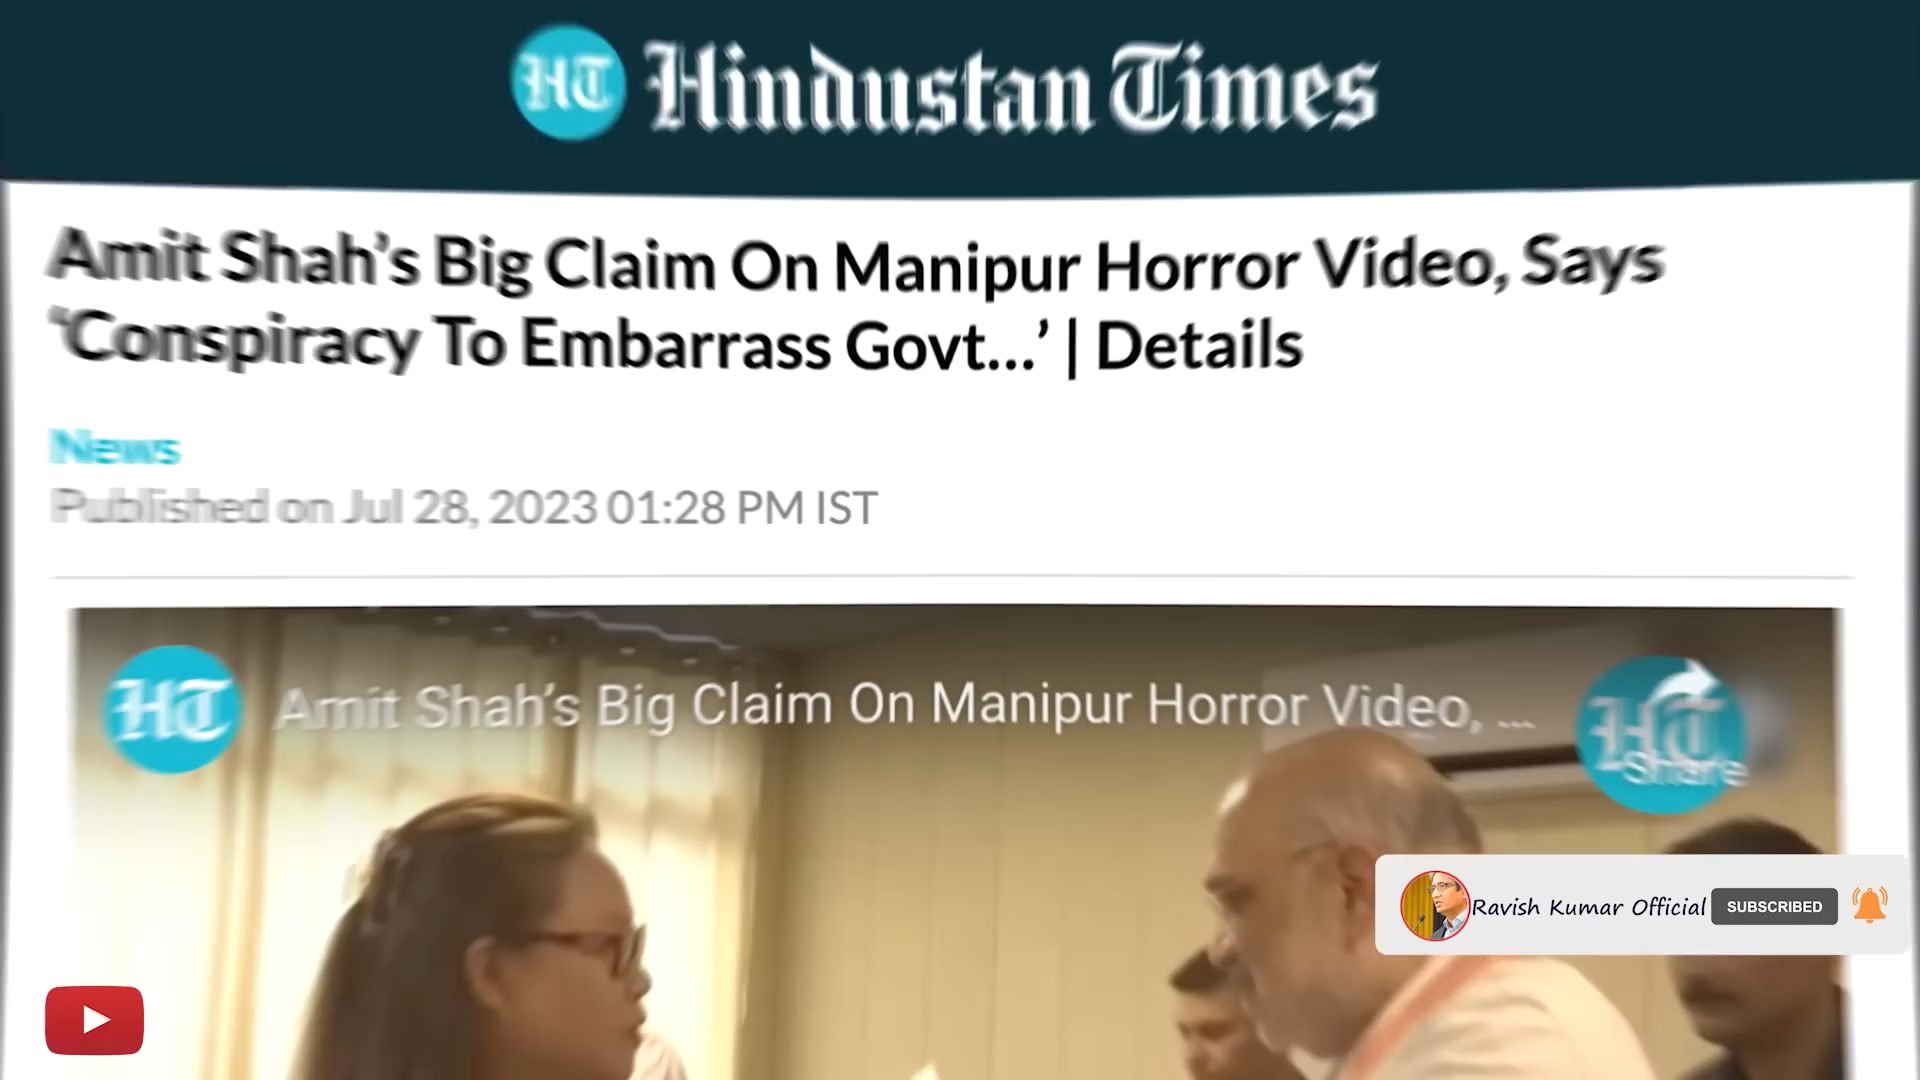 HT Hindustan Times
Amit Shah's Big Claim On Manipur Horror Video, Says
'Conspiracy To Embarrass Govt...' | Details
News
Published on Jul 28, 2023 01:28 PM IST
HT Amit Shah's Big Claim On Manipur Horror Video, ...
HT
Share
Ravish Kumar Official SUBSCRIBED